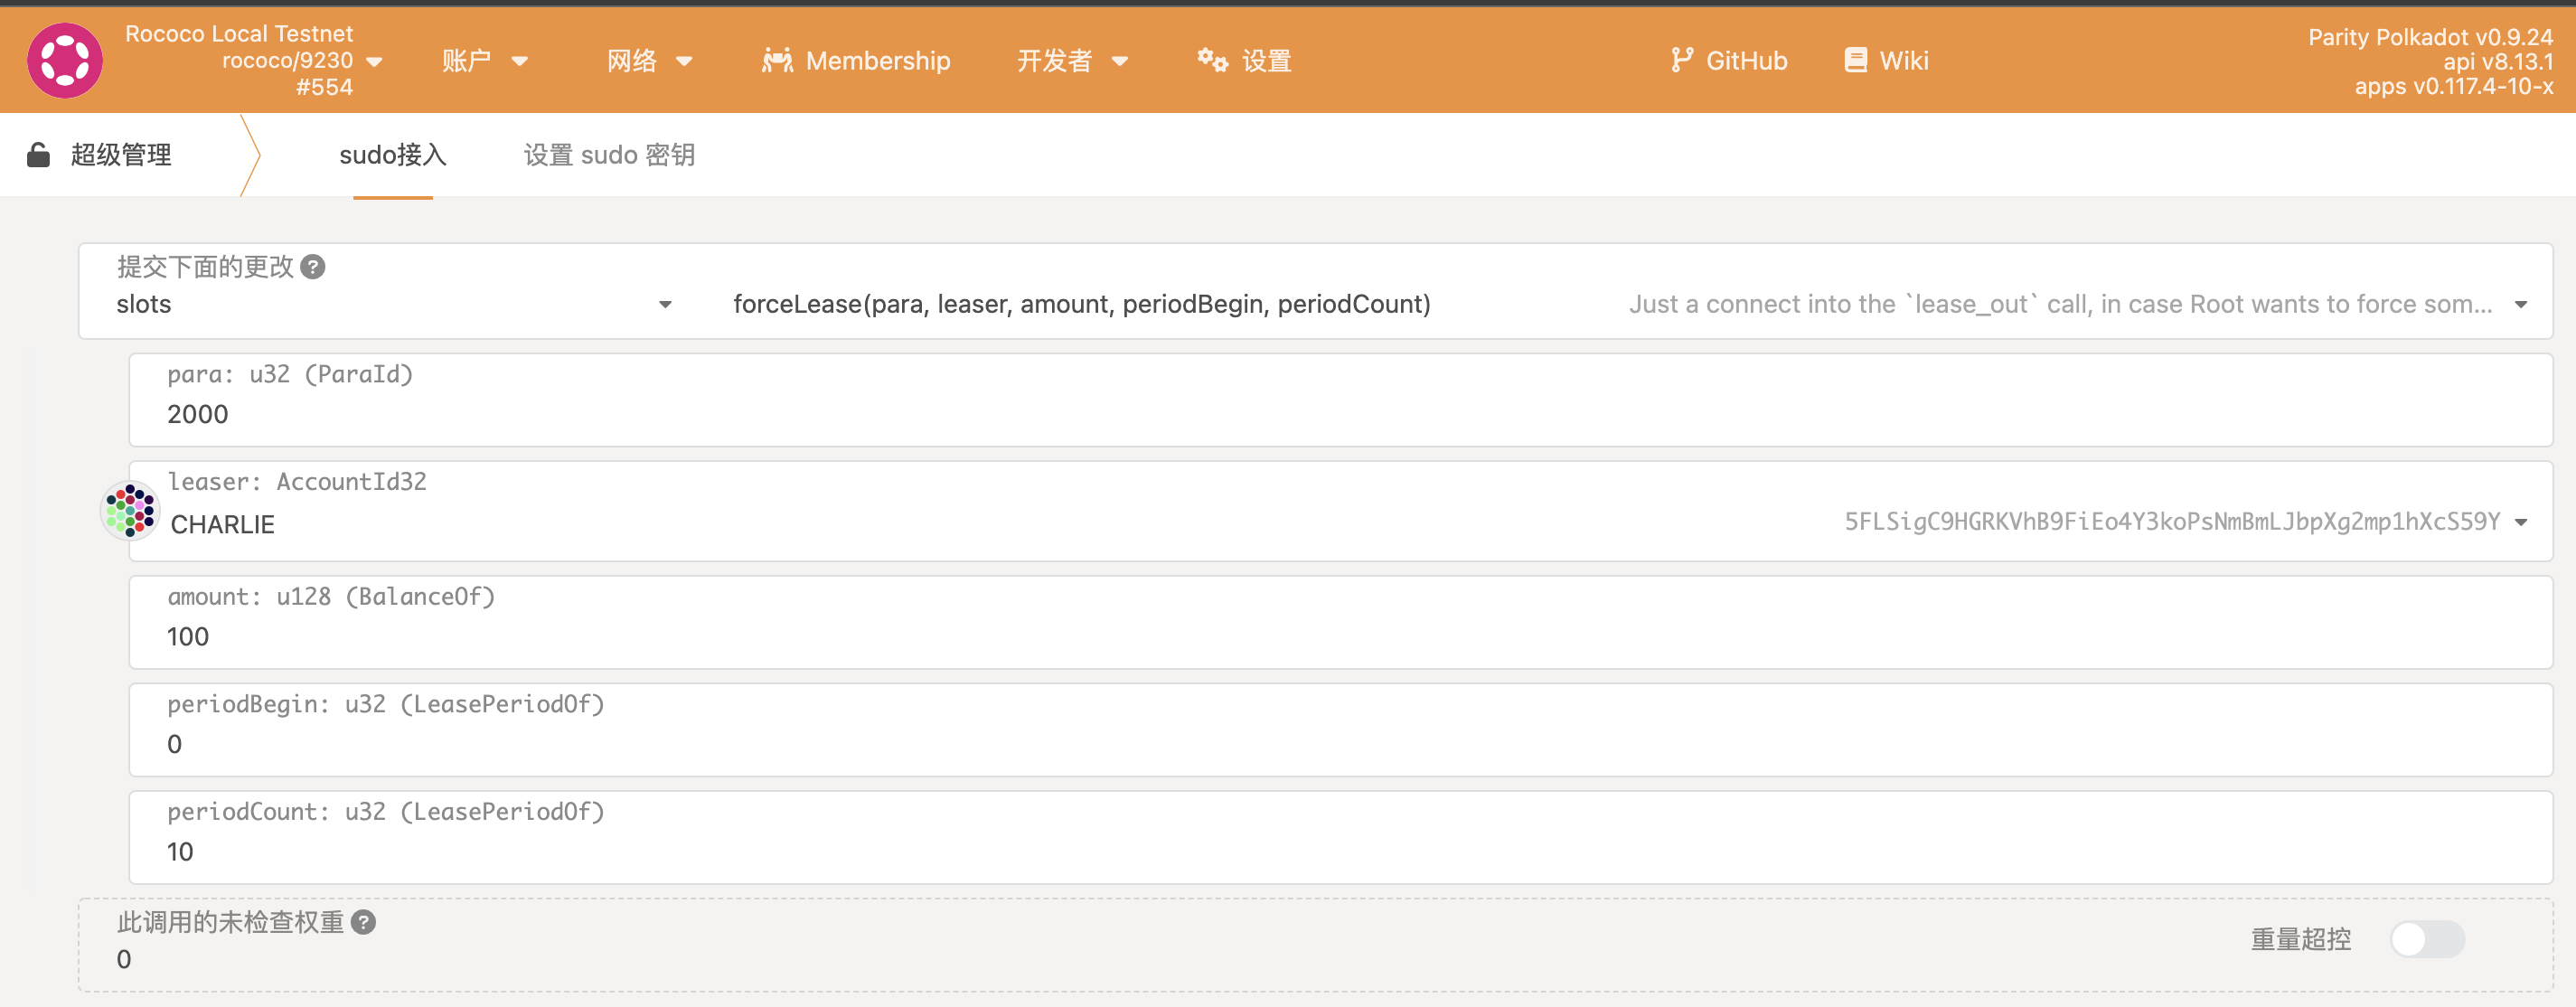 Rococo Local Testnet
rococo/9230
#554
账户
网络
Membership
开发者
设置
GitHub
Wiki
Parity Polkadot v0.9.24
api v8.13.1
apps v0.117.4-10-x
超级管理
sudo接入
设置 sudo 密钥
提交下面的更改
slots
forceLease(para, leaser, amount, periodBegin, periodCount)
Just a connect into the `lease_out` call, in case Root wants to force som...
para: u32 (ParaId)
2000
leaser: AccountId32
CHARLIE
5FLSigC9HGRKVhB9FiEo4Y3koPsNmBmLJbpXg2mp1hXcS59Y
amount: u128 (BalanceOf)
100
periodBegin: u32 (LeasePeriodOf)
0
periodCount: u32 (LeasePeriodOf)
10
此调用的未检查权重
0
重量超控